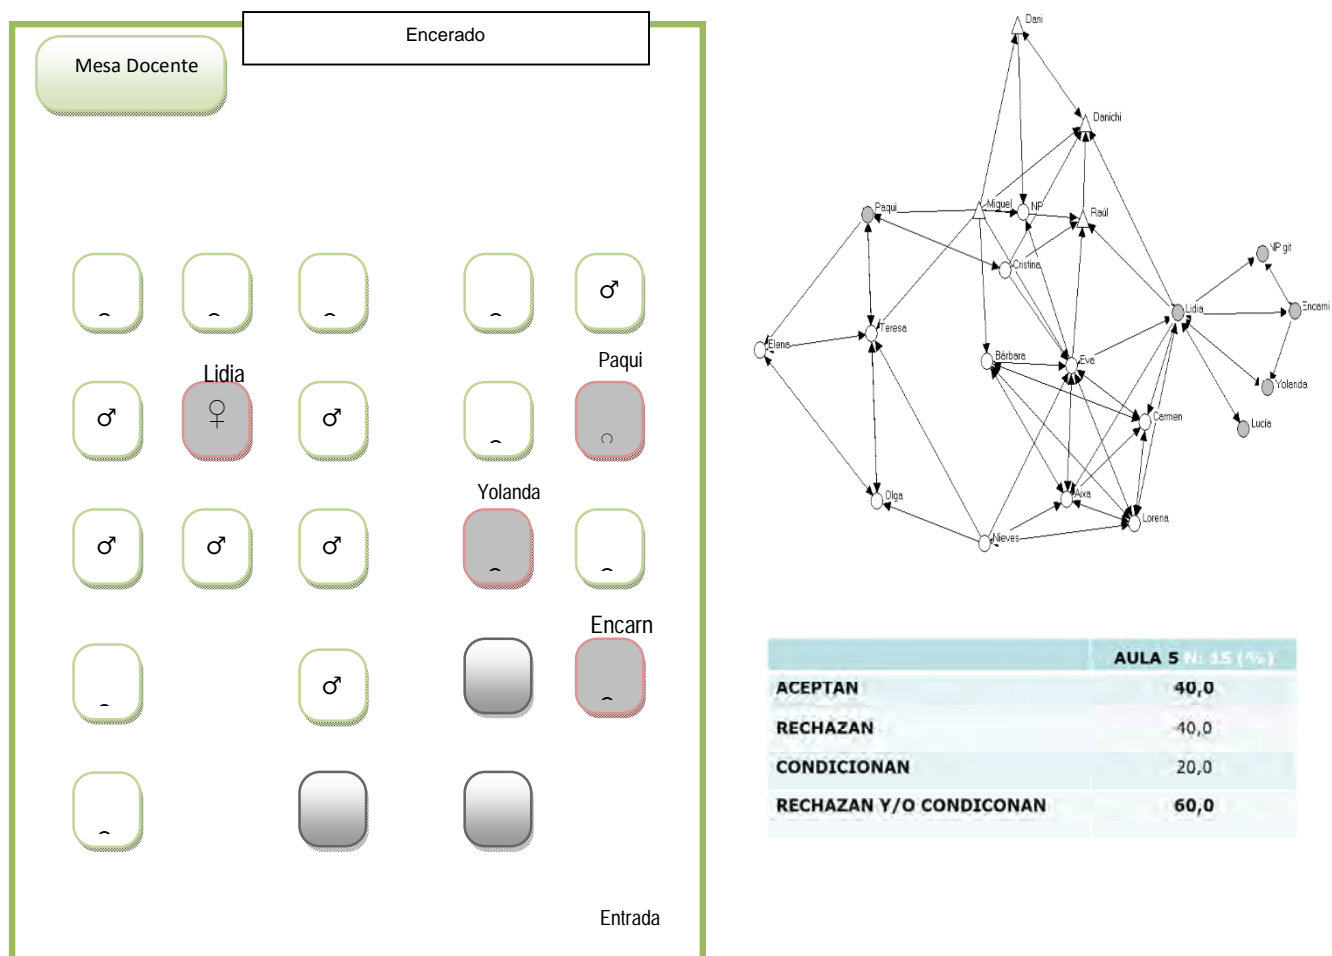 Encerado
Mesa Docente
♂
Lidia
Paqui
♂
♀
♂
Yolanda
♂
♂
♂
Encarn
♂
Entrada
Dani
Danichi
Paqui
Miguel
NP
Raúl
Cristina
NP git
Lidia
Encarni
Elena
Teresa
Bárbara
Eva
Yolanda
Carmen
Lucía
Olga
Aixa
Lorena
Nieves
AULA 5 N: 15 (%)
ACEPTAN 40,0
RECHAZAN 40,0
CONDICIONAN 20,0
RECHAZAN Y/O CONDICONAN 60,0